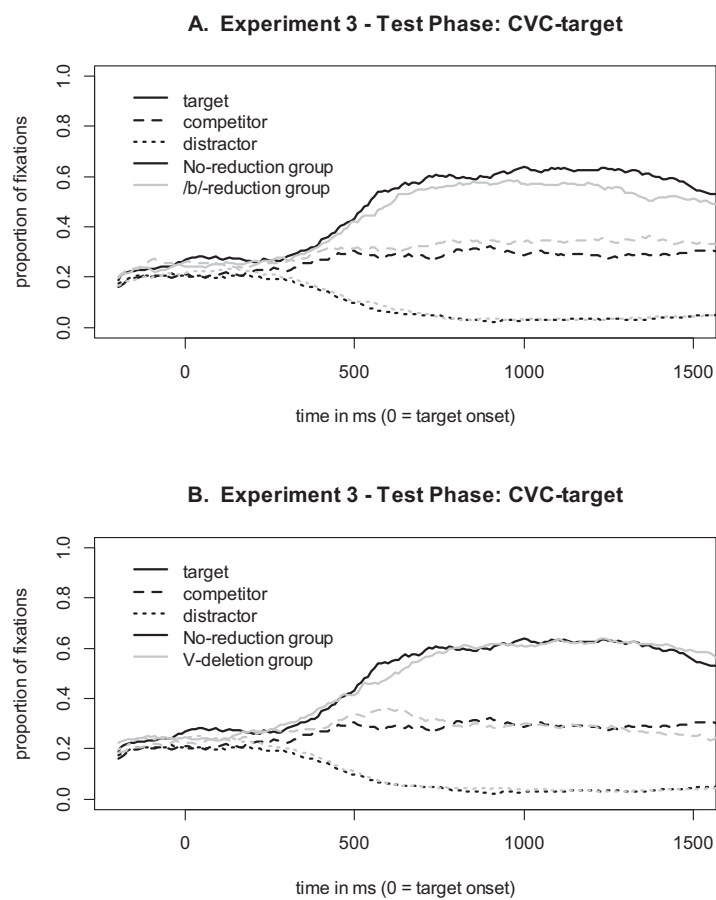 A. Experiment 3 - Test Phase: CVC-target
proportion of fixations
1.0
0.8
0.6
0.4
0.2
0.0
target
competitor
distractor
No-reduction group
/b/-reduction group
0 500 1000 1500
time in ms (0 = target onset)
B. Experiment 3 - Test Phase: CVC-target
proportion of fixations
1.0
0.8
0.6
0.4
0.2
0.0
target
competitor
distractor
No-reduction group
V-deletion group
0 500 1000 1500
time in ms (0 = target onset)